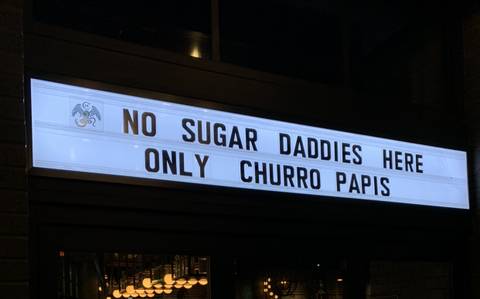 NO SUGAR DADDIES HERE
ONLY CHURRO PAPIS